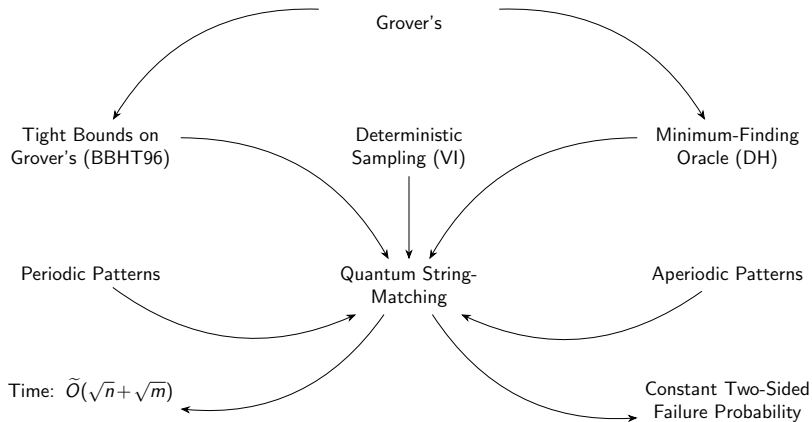 Grover's
Tight Bounds on
Grover's (BBHT96)
Deterministic
Sampling (VI)
Minimum-Finding
Oracle (DH)
Periodic Patterns
Quantum String-
Matching
Aperiodic Patterns
Time: Õ(√n+√m)
Constant Two-Sided
Failure Probability